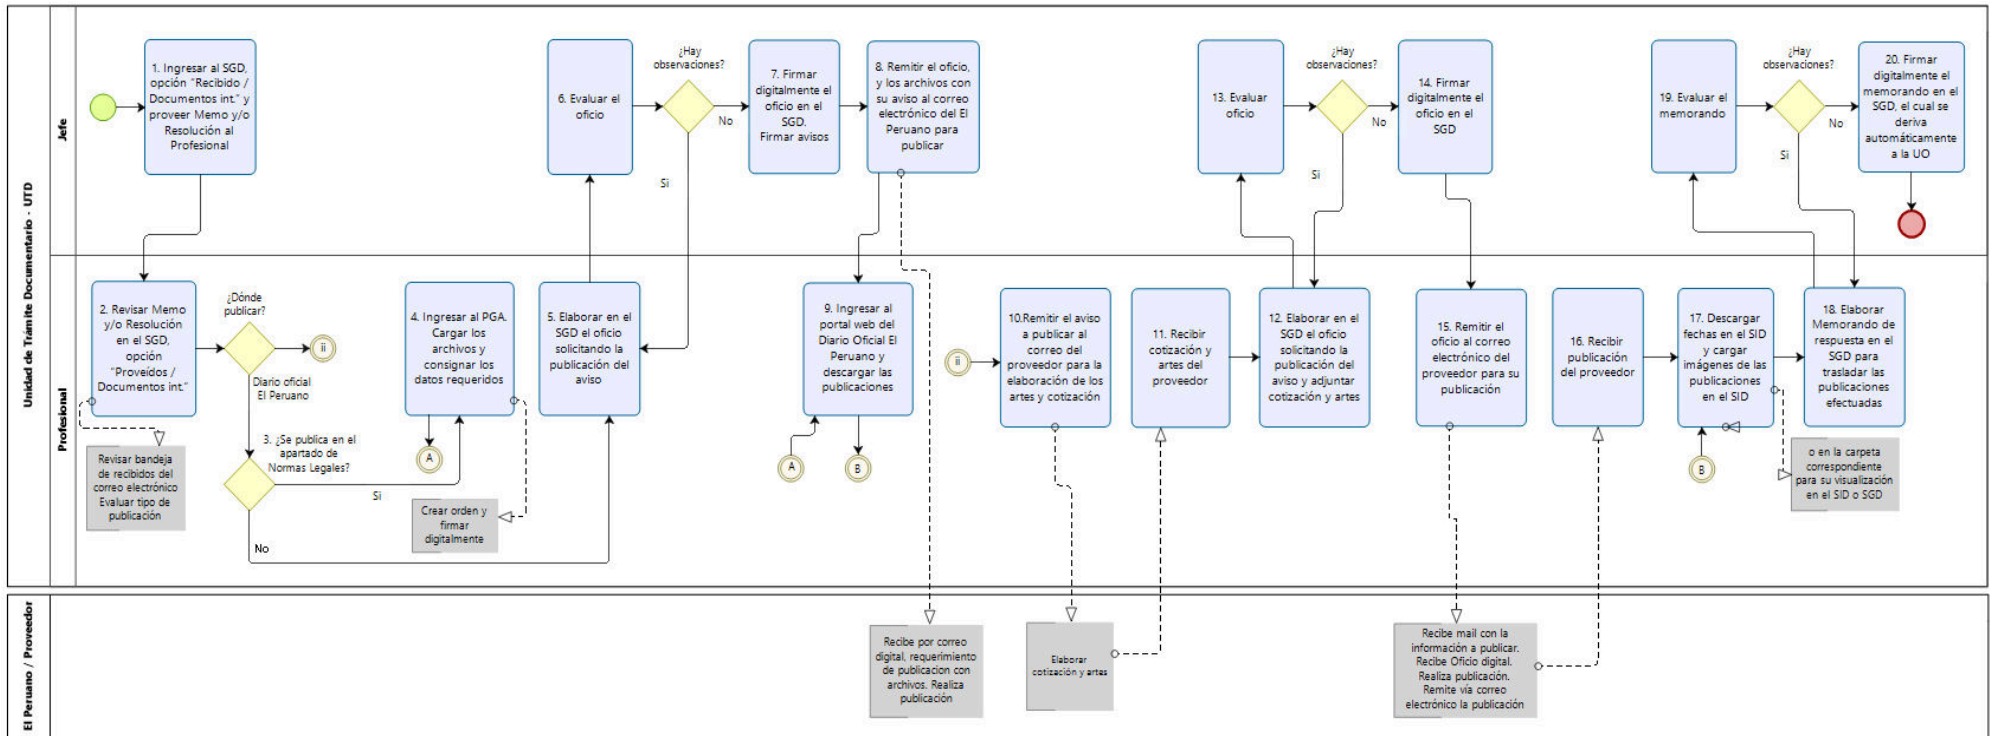 Unidad de Trámite Documentario - UTD
Jefe
1. Ingresar al SGD,
opción "Recibido /
Documentos int." y
proveer Memo y/o
Resolución al
Profesional
6. Evaluar el
oficio
¿Hay
observaciones?
No
Si
7. Firmar
digitalmente el
oficio en el
SGD.
Firmar avisos
8. Remitir el oficio,
y los archivos con
su aviso al correo
electrónico del El
Peruano para
publicar
13. Evaluar
oficio
¿Hay
observaciones?
No
Si
14. Firmar
digitalmente el
oficio en el
SGD
19. Evaluar el
memorando
¿Hay
observaciones?
No
Si
20. Firmar
digitalmente el
memorando en el
SGD, el cual se
deriva
automáticamente
a la UO
Profesional
2. Revisar Memo
y/o Resolución
en el SGD,
opción
"Proveídos /
Documentos int."
¿Dónde
publicar?
ii
Diario oficial
El Peruano
3. ¿Se publica en el
apartado de
Normas Legales?
Si
No
Revisar bandeja
de recibidos del
correo electrónico
Evaluar tipo de
publicación
4. Ingresar al PGA.
Cargar los
archivos y
consignar los
datos requeridos
A
Crear orden y
firmar
digitalmente
5. Elaborar en el
SGD el oficio
solicitando la
publicación del
aviso
9. Ingresar al
portal web del
Diario Oficial El
Peruano y
descargar las
publicaciones
A
B
ii
10.Remitir el aviso
a publicar al
correo del
proveedor para la
elaboración de los
artes y cotización
11. Recibir
cotización y
artes del
proveedor
12. Elaborar en el
SGD el oficio
solicitando la
publicación del
aviso y adjuntar
cotización y artes
15. Remitir el
oficio al correo
electrónico del
proveedor para su
publicación
16. Recibir
publicación
del proveedor
17. Descargar
fechas en el SID
y cargar
imágenes de las
publicaciones
en el SID
B
18. Elaborar
Memorando de
respuesta en el
SGD para
trasladar las
publicaciones
efectuadas
o en la carpeta
correspondiente
para su visualización
en el SID o SGD
El Peruano / Proveedor
Recibe por correo
digital, requerimiento
de publicacion con
archivos. Realiza
publicación
Elaborar
cotización y artes
Recibe mail con la
información a publicar.
Recibe Oficio digital.
Realiza publicación.
Remite vía correo
electrónico la publicación